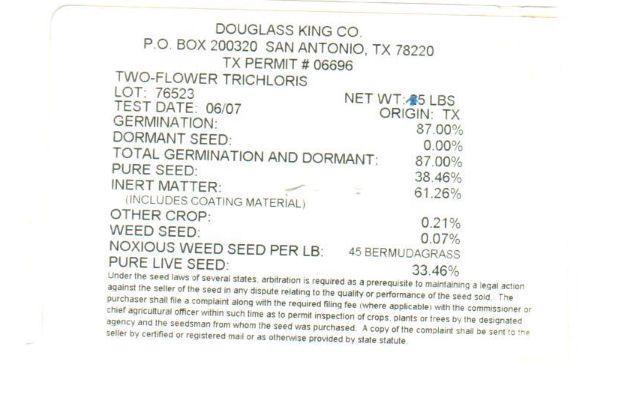 DOUGLASS KING CO.
P.O. BOX 200320 SAN ANTONIO, TX 78220
TX PERMIT # 06696
TWO-FLOWER TRICHLORIS
LOT: 76523 NET WT: 5 LBS
TEST DATE: 06/07 ORIGIN: TX
GERMINATION: 87.00%
DORMANT SEED: 0.00%
TOTAL GERMINATION AND DORMANT: 87.00%
PURE SEED: 38.46%
INERT MATTER: 61.26%
(INCLUDES COATING MATERIAL)
OTHER CROP: 0.21%
WEED SEED: 0.07%
NOXIOUS WEED SEED PER LB: 45 BERMUDAGRASS
PURE LIVE SEED: 33.46%
Under the seed laws of several states, arbitration is required as a prerequisite to maintaining a legal action
against the seller of the seed in any dispute relating to the quality or performance of the seed sold. The
purchaser shall file a complaint along with the required filing fee (where applicable) with the commissioner or
chief agricultural officer within such time as to permit inspection of crops, plants or trees by the designated
agency and the seedsman from whom the seed was purchased. A copy of the complaint shall be sent to the
seller by certified or registered mail or as otherwise provided by state statute.